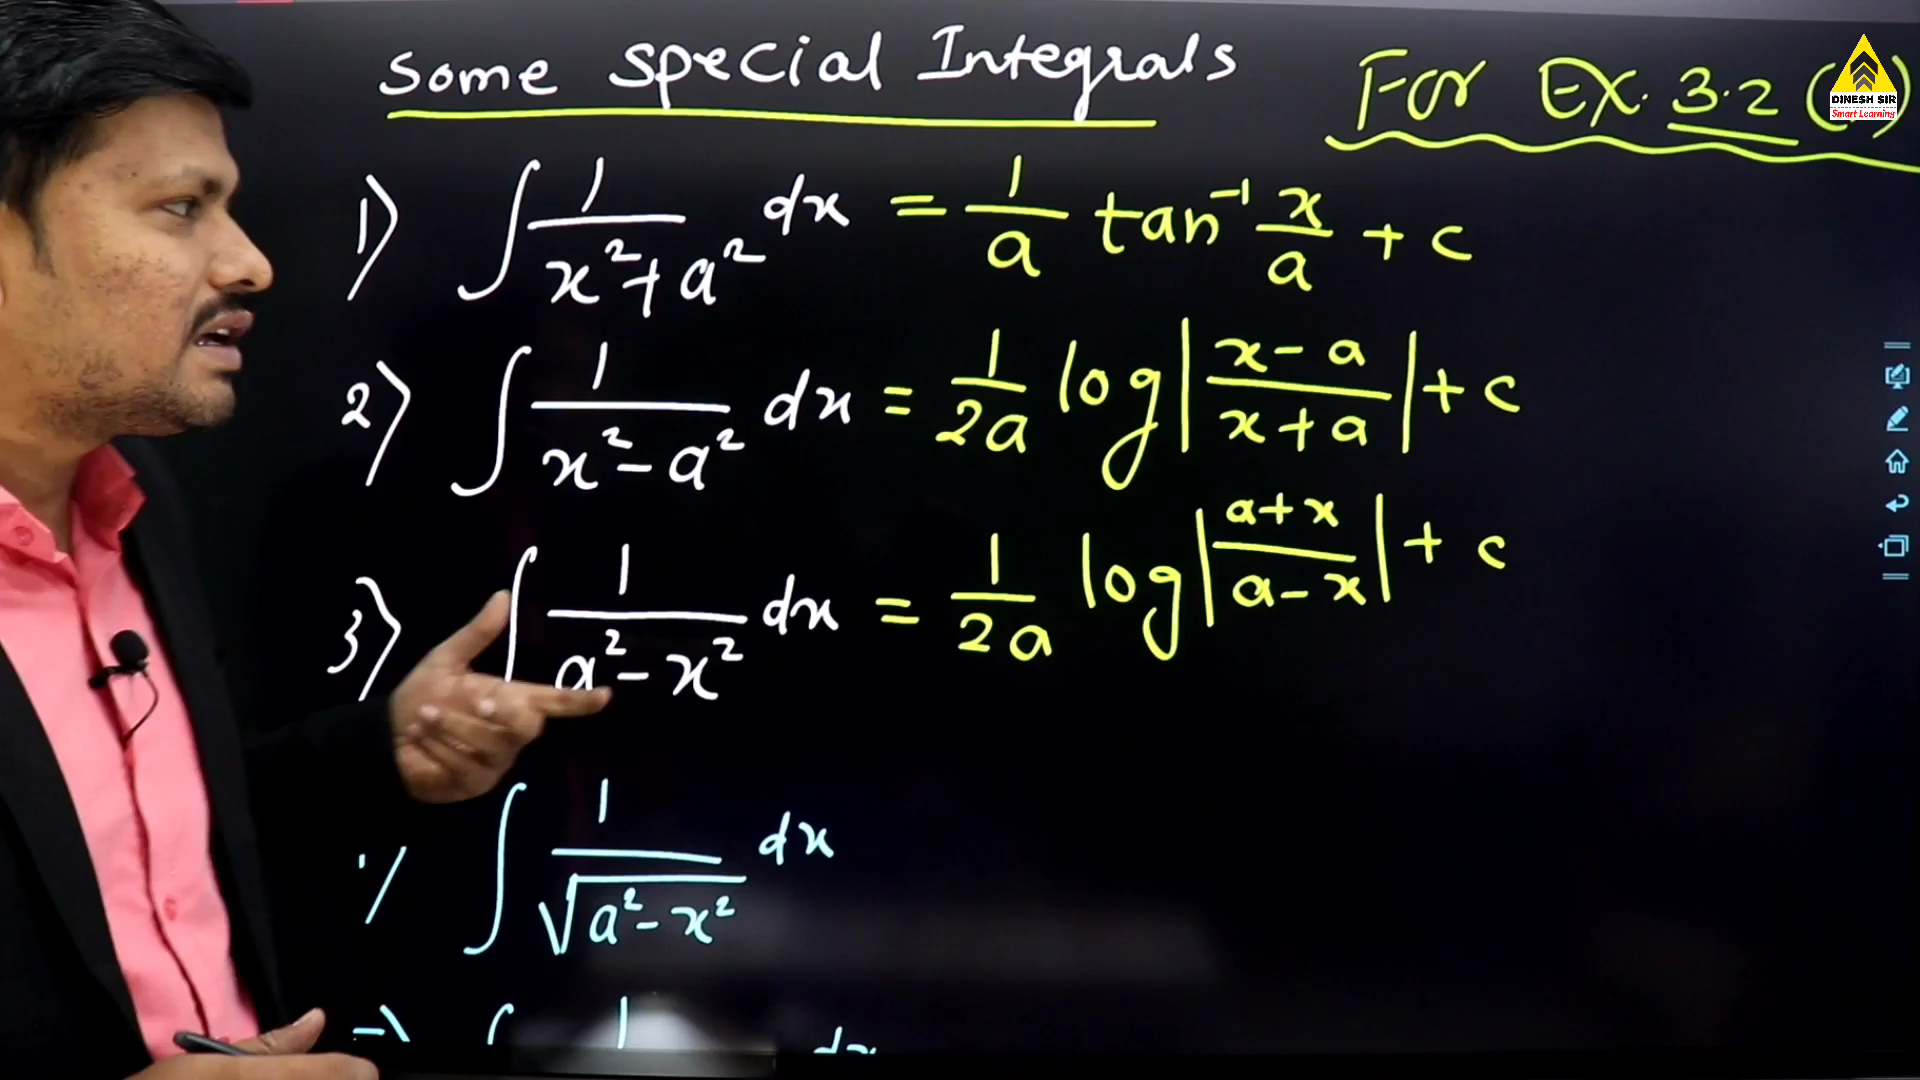 Some Special Integrals
For EX. 3.2 (
DINESH SIR
Smart Learning
1) ∫ 1/(x²+a²) dx = 1/a tan⁻¹ x/a + c
2) ∫ 1/(x²-a²) dx = 1/2a log|(x-a)/(x+a)| + c
3) ∫ 1/(a²-x²) dx = 1/2a log|(a+x)/(a-x)| + c
∫ 1/√(a²-x²) dx
∫ 1 dx